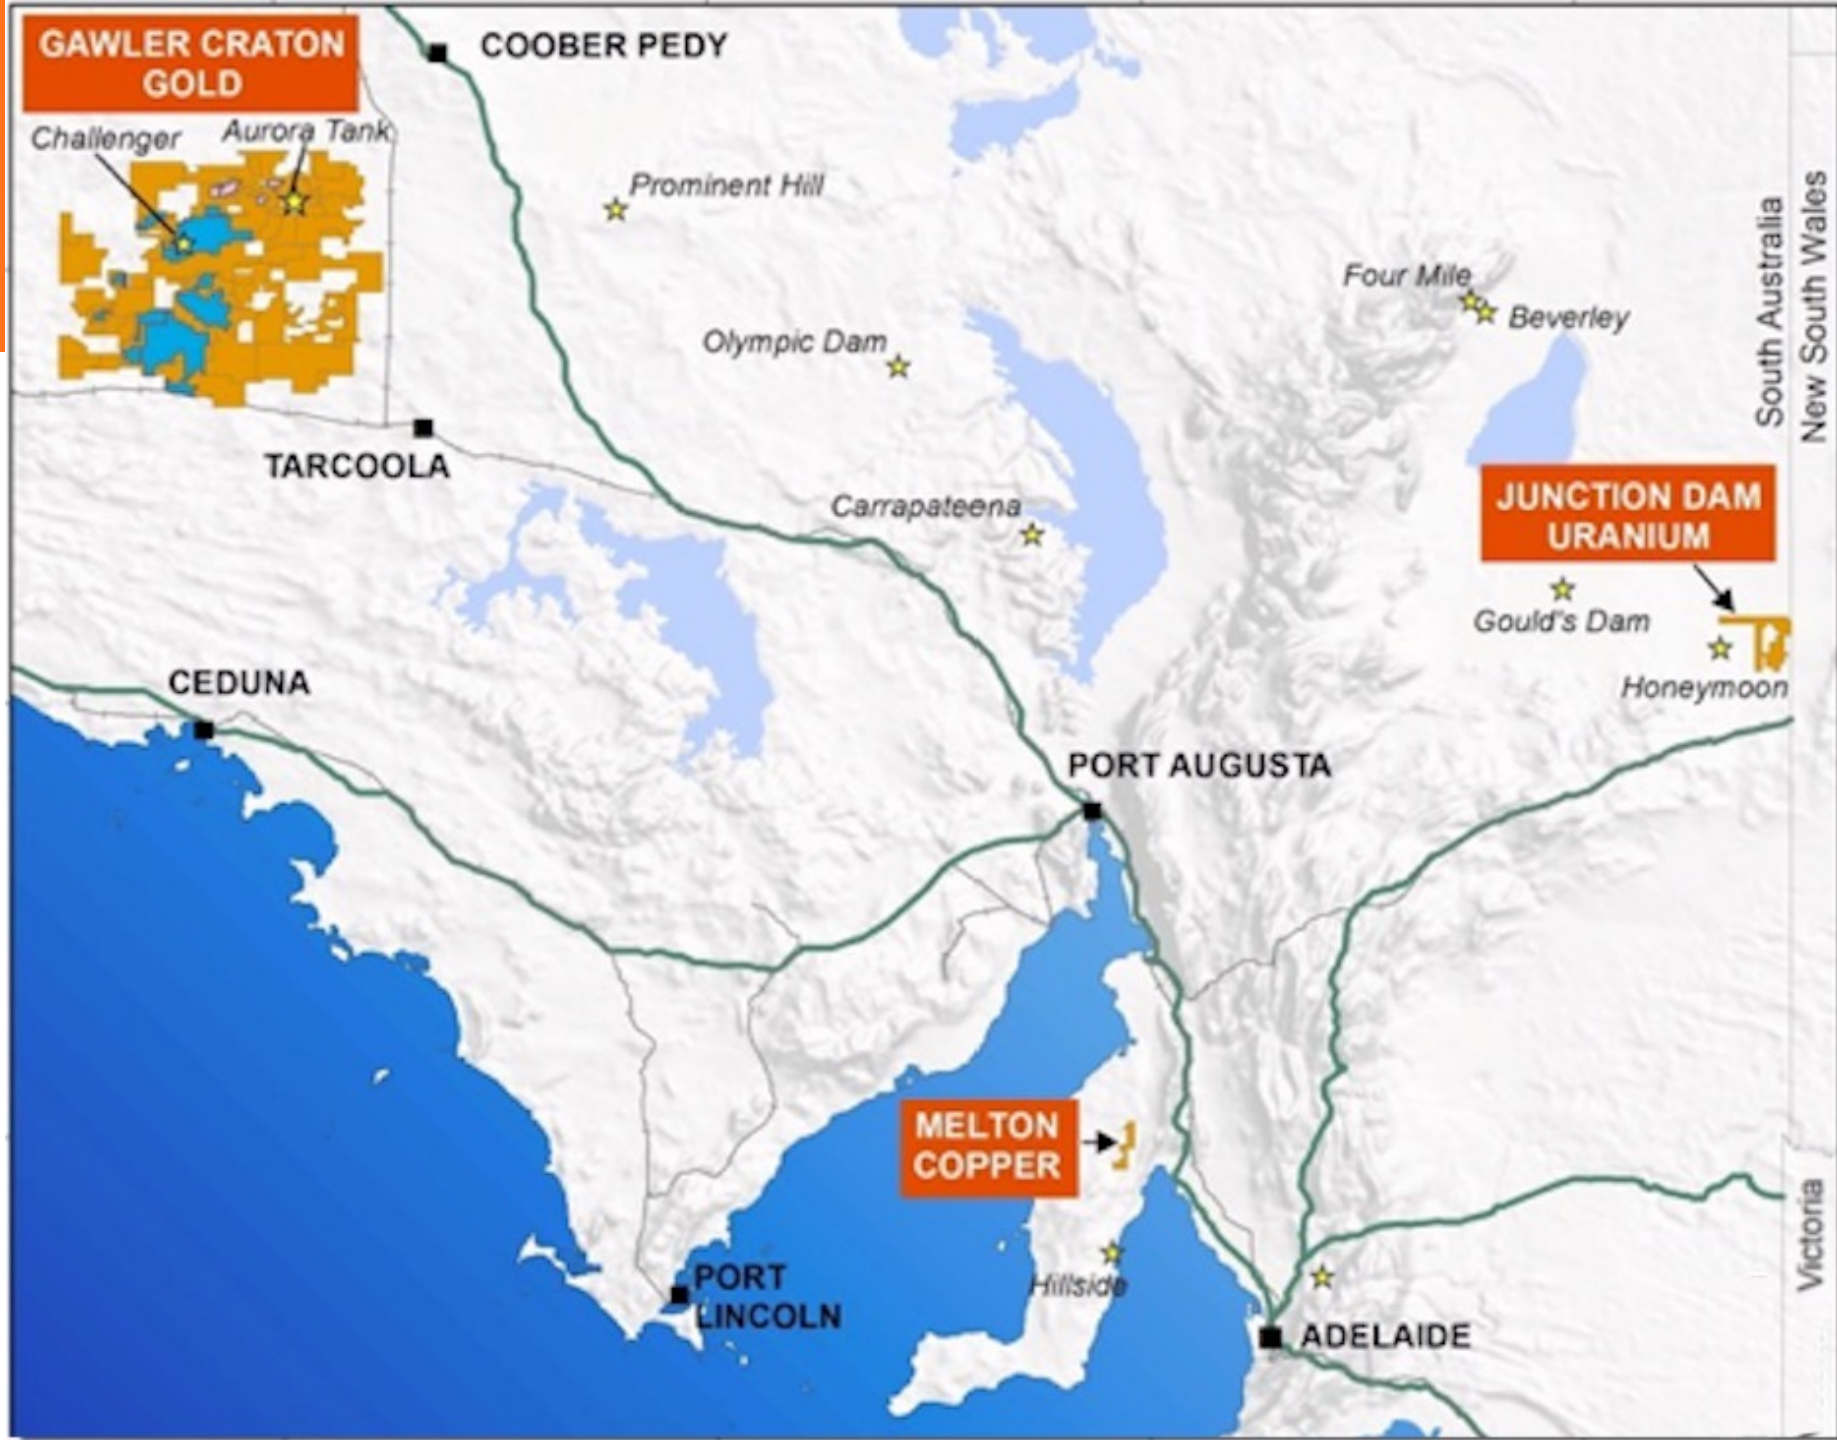 GAWLER CRATON
GOLD
COOBER PEDY
Challenger
Aurora Tank
Prominent Hill
South Australia
New South Wales
Four Mile
Beverley
Olympic Dam
TARCOOLA
Carrapateena
JUNCTION DAM
URANIUM
Gould's Dam
Honeymoon
CEDUNA
PORT AUGUSTA
MELTON
COPPER
Victoria
Hillside
PORT
LINCOLN
ADELAIDE